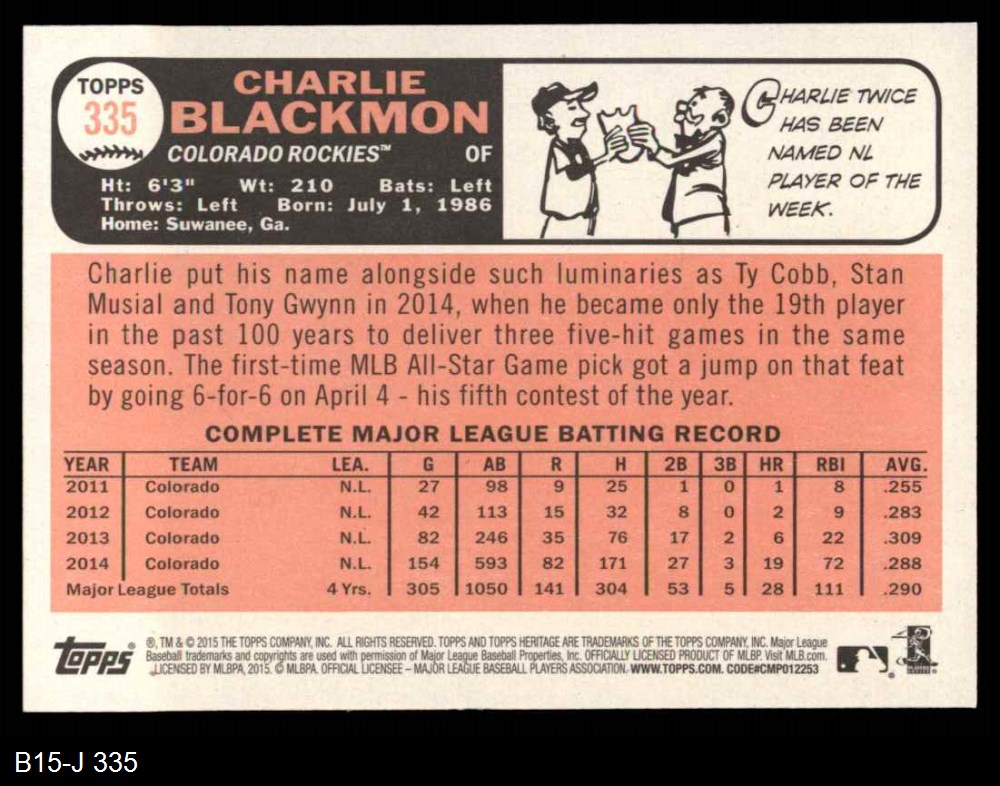 TOPPS
335
CHARLIE
BLACKMON
COLORADO ROCKIES™ OF
Ht: 6'3" Wt: 210 Bats: Left
Throws: Left Born: July 1, 1986
Home: Suwanee, Ga.
CHARLIE TWICE
HAS BEEN
NAMED NL
PLAYER OF THE
WEEK.
Charlie put his name alongside such luminaries as Ty Cobb, Stan
Musial and Tony Gwynn in 2014, when he became only the 19th player
in the past 100 years to deliver three five-hit games in the same
season. The first-time MLB All-Star Game pick got a jump on that feat
by going 6-for-6 on April 4 - his fifth contest of the year.
COMPLETE MAJOR LEAGUE BATTING RECORD
YEAR TEAM LEA. G AB R H 2B 3B HR RBI AVG.
2011 Colorado N.L. 27 98 9 25 1 0 1 8 .255
2012 Colorado N.L. 42 113 15 32 8 0 2 9 .283
2013 Colorado N.L. 82 246 35 76 17 2 6 22 .309
2014 Colorado N.L. 154 593 82 171 27 3 19 72 .288
Major League Totals 4 Yrs. 305 1050 141 304 53 5 28 111 .290
topps
®, TM & © 2015 THE TOPPS COMPANY, INC. ALL RIGHTS RESERVED. TOPPS AND TOPPS HERITAGE ARE TRADEMARKS OF THE TOPPS COMPANY, INC. Major League
Baseball trademarks and copyrights are used with permission of Major League Baseball Properties, Inc. OFFICIALLY LICENSED PRODUCT OF MLBP. Visit MLB.com.
LICENSED BY MLBPA, 2015. © MLBPA. OFFICIAL LICENSEE – MAJOR LEAGUE BASEBALL PLAYERS ASSOCIATION. WWW.TOPPS.COM. CODE#CMP012253
B15-J 335